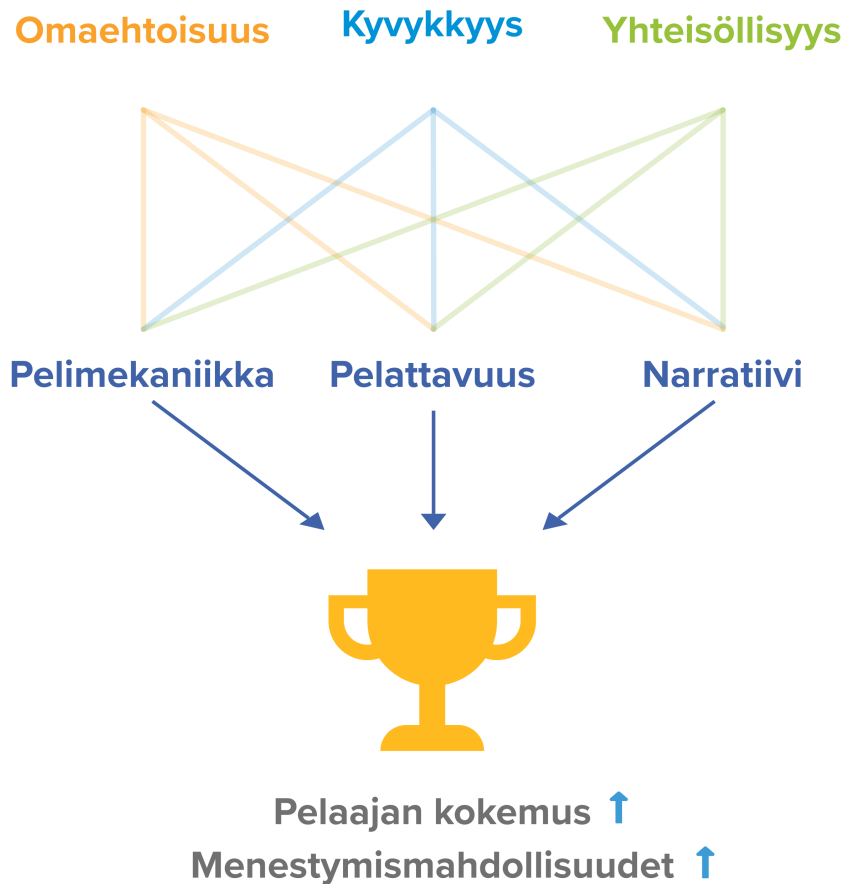 Omaehtoisuus Kyvykkyys Yhteisöllisyys
Pelimekaniikka Pelattavuus Narratiivi
Pelaajan kokemus
Menestymismahdollisuudet